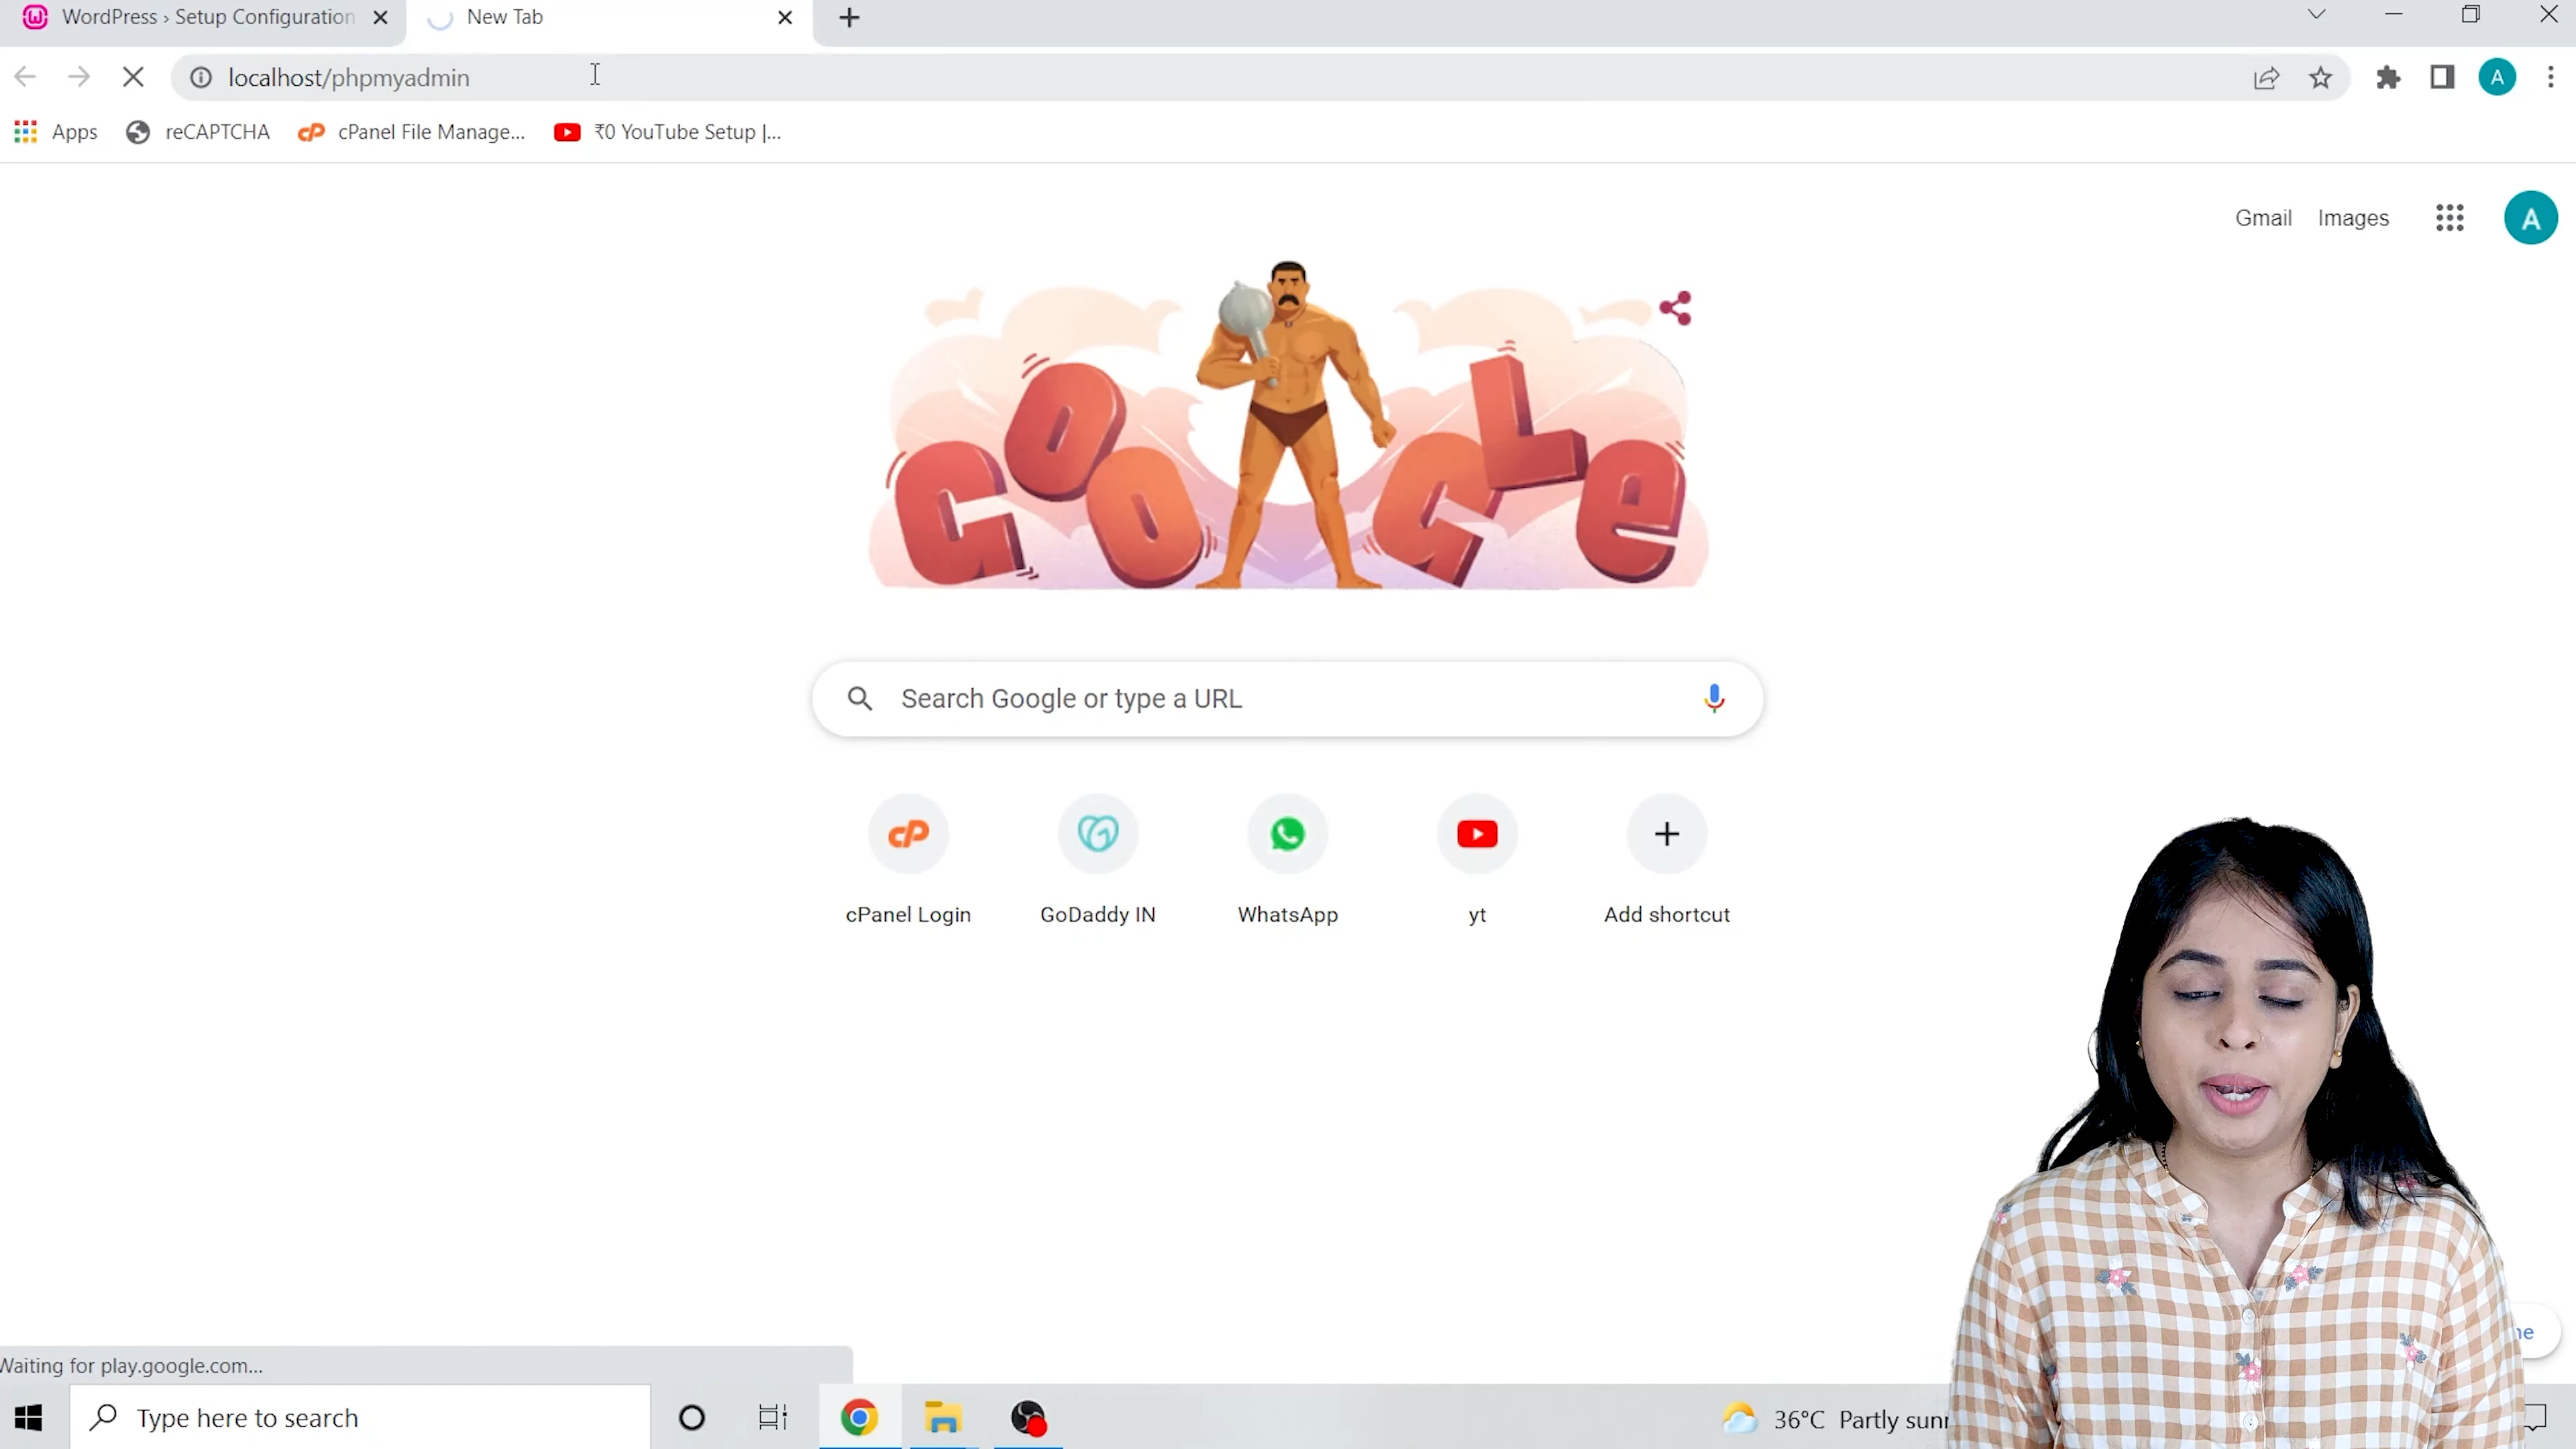 WordPress › Setup Configuration
New Tab
localhost/phpmyadmin
A
Apps
reCAPTCHA
cPanel File Manage...
₹0 YouTube Setup |...
Gmail
Images
A
GOOGLE
Search Google or type a URL
cPanel Login
GoDaddy IN
WhatsApp
yt
Add shortcut
Waiting for play.google.com...
Type here to search
36°C Partly sunn